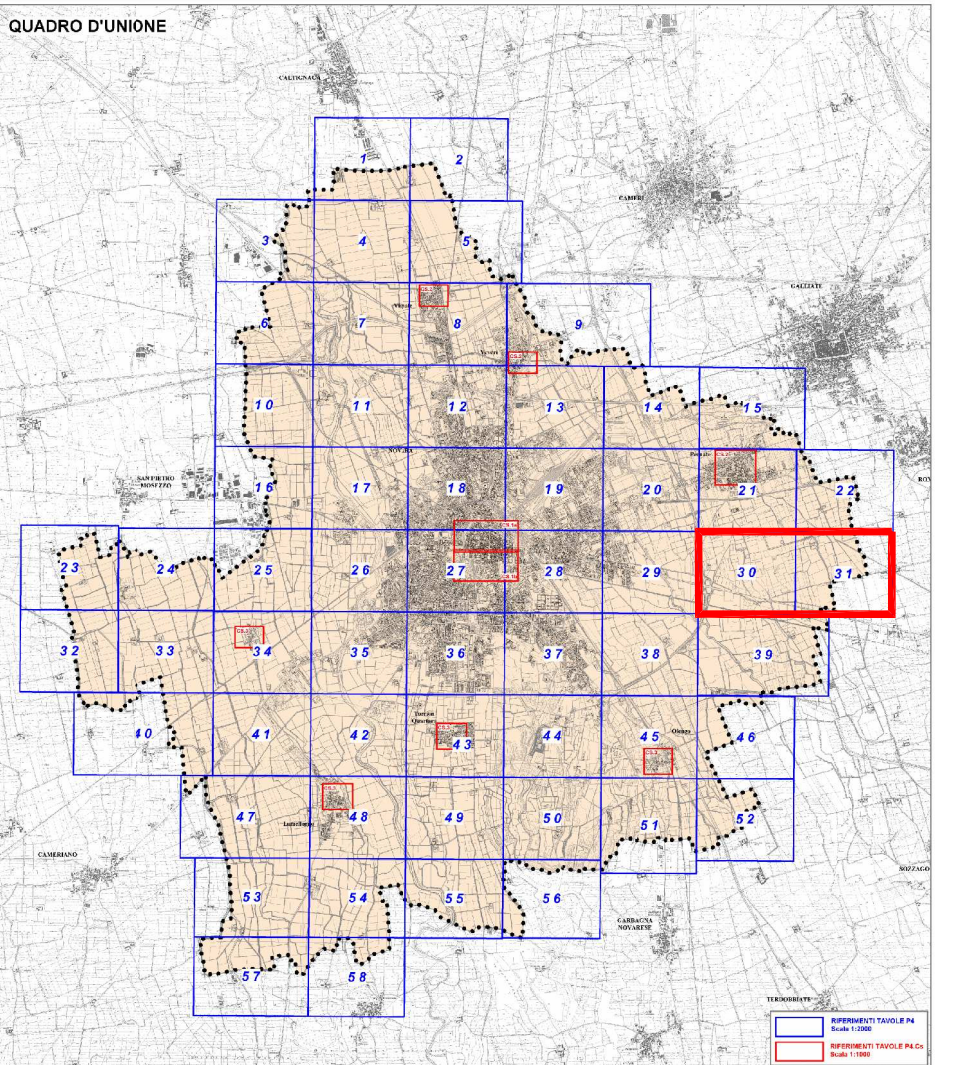 QUADRO D'UNIONE
CALTIGNAGA
1 2
CAMERI
3 4 5
GALLIATE
CS.2
6 7 8 9
10 11 12 13 14 15
NOVARA
SAN PIETRO
MOSEZZO
16 17 18 19 20 21 22
23 24 25 26 27 28 29 30 31
32 33 34 35 36 37 38 39
Olengo
40 41 42 43 44 45 46
47 48 49 50 51 52
CAMERIANO
SOZZAGO
53 54 55 56
GARBAGNA
NOVARESE
57 58
TERDOBBIATE
RIFERIMENTI TAVOLE P4
Scala 1:2000
RIFERIMENTI TAVOLE P4.Cs
Scala 1:1000